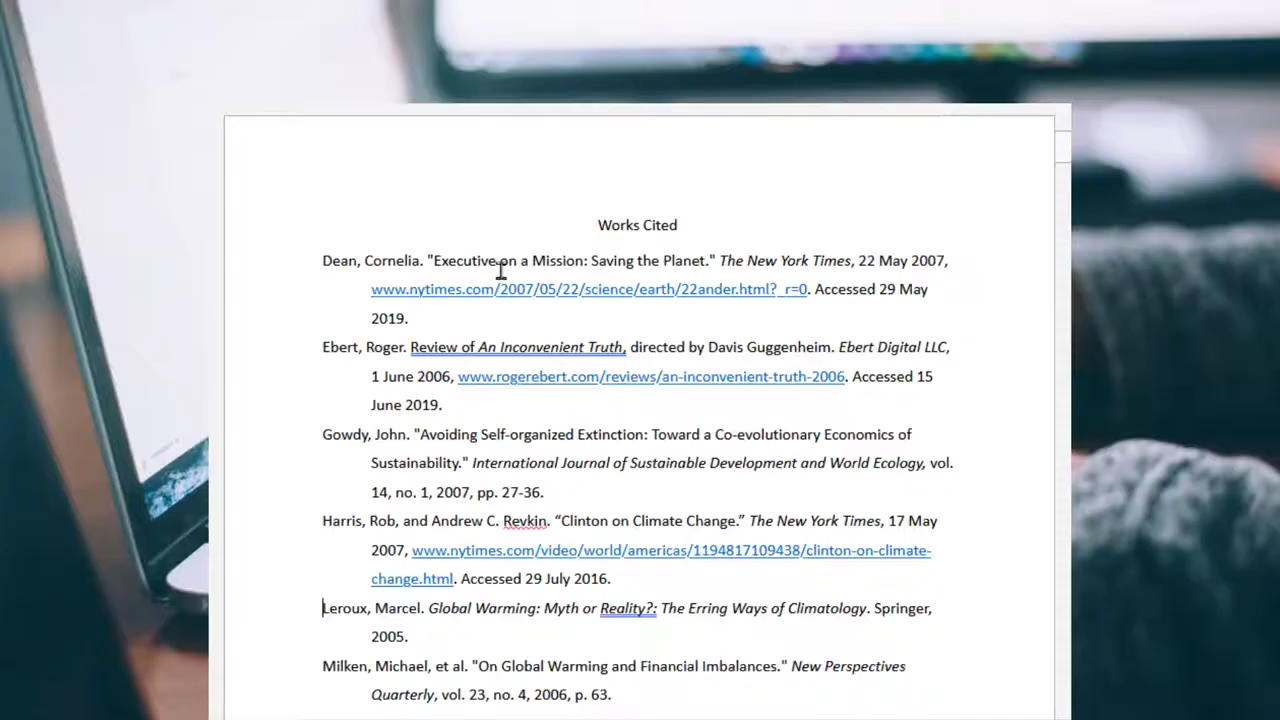 Works Cited
Dean, Cornelia. "Executive on a Mission: Saving the Planet." The New York Times, 22 May 2007,
www.nytimes.com/2007/05/22/science/earth/22ander.html?_r=0. Accessed 29 May
2019.
Ebert, Roger. Review of An Inconvenient Truth, directed by Davis Guggenheim. Ebert Digital LLC,
1 June 2006, www.rogerebert.com/reviews/an-inconvenient-truth-2006. Accessed 15
June 2019.
Gowdy, John. "Avoiding Self-organized Extinction: Toward a Co-evolutionary Economics of
Sustainability." International Journal of Sustainable Development and World Ecology, vol.
14, no. 1, 2007, pp. 27-36.
Harris, Rob, and Andrew C. Revkin. “Clinton on Climate Change.” The New York Times, 17 May
2007, www.nytimes.com/video/world/americas/1194817109438/clinton-on-climate-
change.html. Accessed 29 July 2016.
Leroux, Marcel. Global Warming: Myth or Reality?: The Erring Ways of Climatology. Springer,
2005.
Milken, Michael, et al. "On Global Warming and Financial Imbalances." New Perspectives
Quarterly, vol. 23, no. 4, 2006, p. 63.